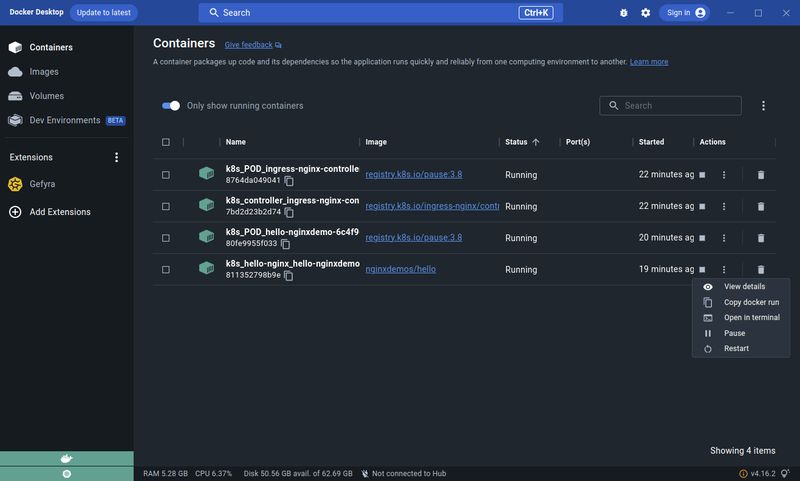 Docker Desktop Update to latest Search Ctrl+K Sign in
Containers
Images
Volumes
Dev Environments BETA
Extensions
Gefyra
Add Extensions
Containers Give feedback
A container packages up code and its dependencies so the application runs quickly and reliably from one computing environment to another. Learn more
Only show running containers Search
Name Image Status Port(s) Started Actions
k8s_POD_ingress-nginx-controlle
8764da049041 registry.k8s.io/pause:3.8 Running 22 minutes ag
k8s_controller_ingress-nginx-con
7bd2d23b2d74 registry.k8s.io/ingress-nginx/contr Running 22 minutes ag
k8s_POD_hello-nginxdemo-6c4f9
80fe9955f033 registry.k8s.io/pause:3.8 Running 20 minutes ag
k8s_hello-nginx_hello-nginxdemo
811352798b9e nginxdemos/hello Running 19 minutes ag
View details
Copy docker run
Open in terminal
Pause
Restart
Showing 4 items
RAM 5.28 GB CPU 6.37% Disk 50.56 GB avail. of 62.69 GB Not connected to Hub v4.16.2